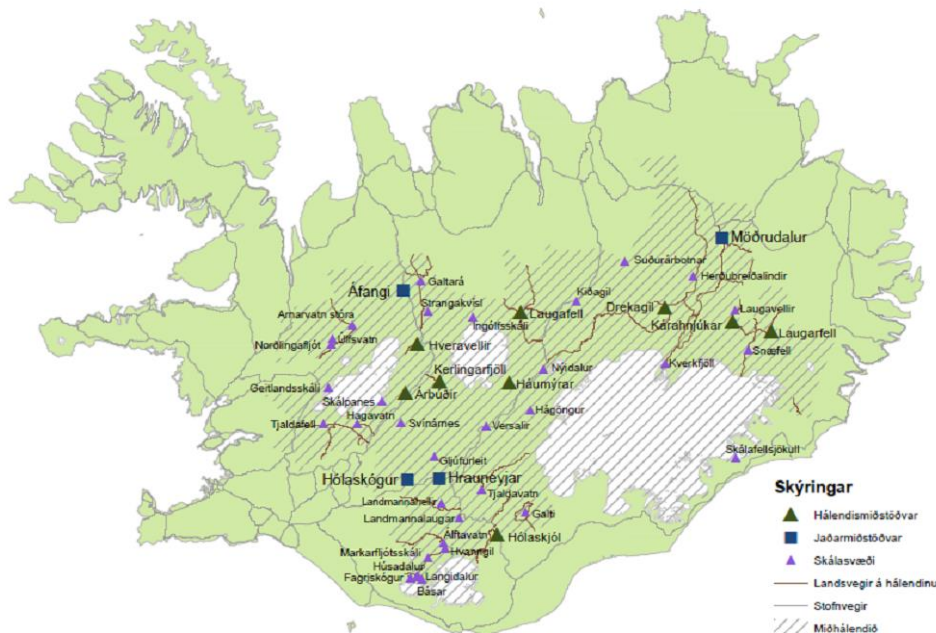 Möðrudalur
Suðurárbotnar
Herðubreiðalindir
Galtará
Áfangi
Kiðagil
Strangakvísl
Drekagil
Laugavellir
Arnarvatn stóra
Ingólfsskáli
Laugafell
Karahnjúkar
Laugarfell
Úlfsvatn
Norðlingafljót
Hveravellir
Snæfell
Kerlingarfjöll
Nýidalur
Kverkfjöll
Geitlandsskáli
Háumýrar
Skálpanes
Árbúðir
Hágöngur
Hagavatn
Tjaldafell
Svínárnes
Versalir
Gljúfurleit
Skálafellsjökull
Hólaskógur
Hrauneyjar
Tjaldavatn
Landmannahellir
Landmannalaugar
Galti
Álftavatn
Hólaskjól
Markarfljótsskáli
Hvanngil
Húsadalur
Fagriskógur
Langidalur
Básar
Skýringar
Hálendismiðstöðvar
Jaðarmiðstöðvar
Skálasvæði
Landsvegir á hálendinu
Stofnvegir
Miðhálendið